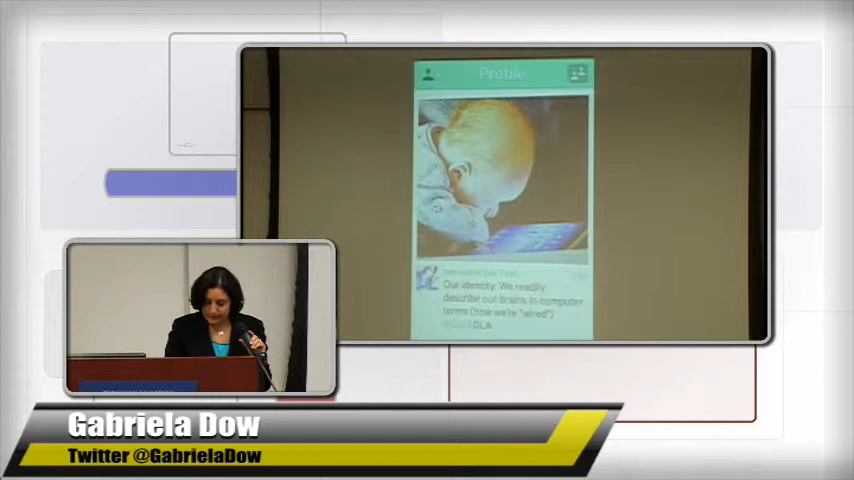 Profile
Our identity: We readily
describe our brains in computer
terms (how we're "wired")
Gabriela Dow
Twitter @GabrielaDow